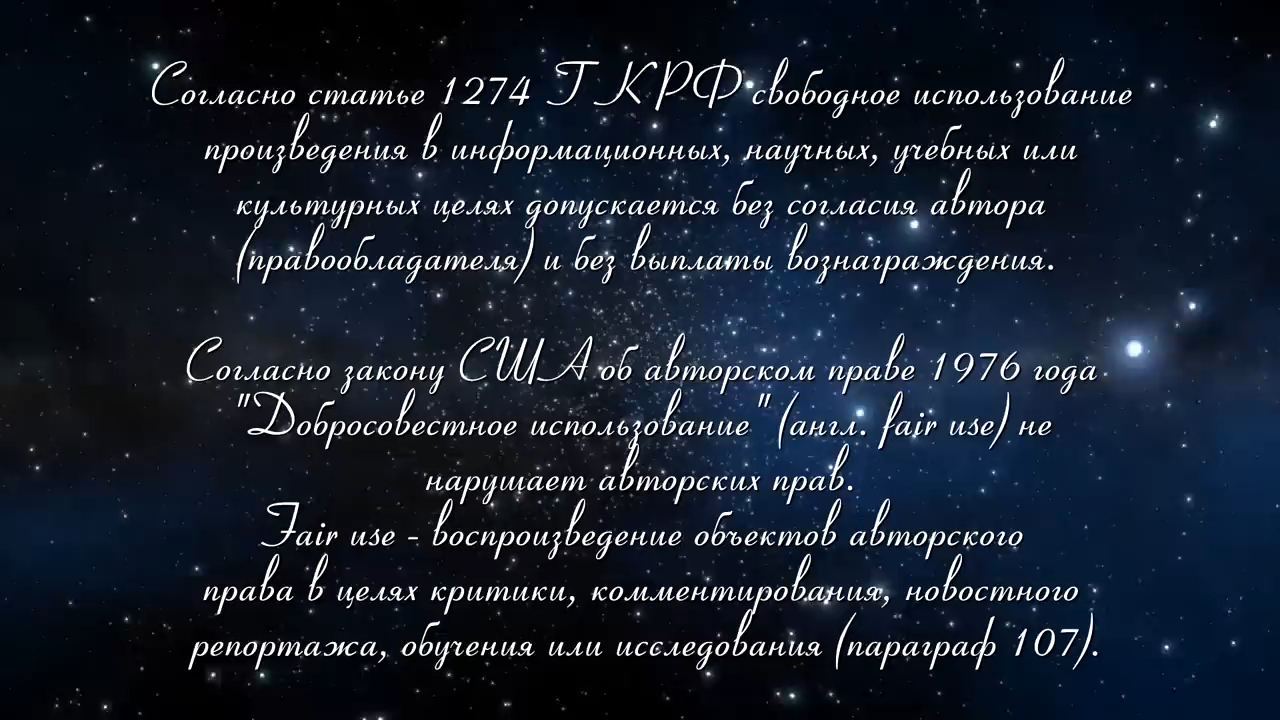 Согласно статье 1274 ГК РФ свободное использование
произведения в информационных, научных, учебных или
культурных целях допускается без согласия автора
(правообладателя) и без выплаты вознаграждения.
Согласно закону США об авторском праве 1976 года
"Добросовестное использование" (англ. fair use) не
нарушает авторских прав.
Fair use - воспроизведение объектов авторского
права в целях критики, комментирования, новостного
репортажа, обучения или исследования (параграф 107).